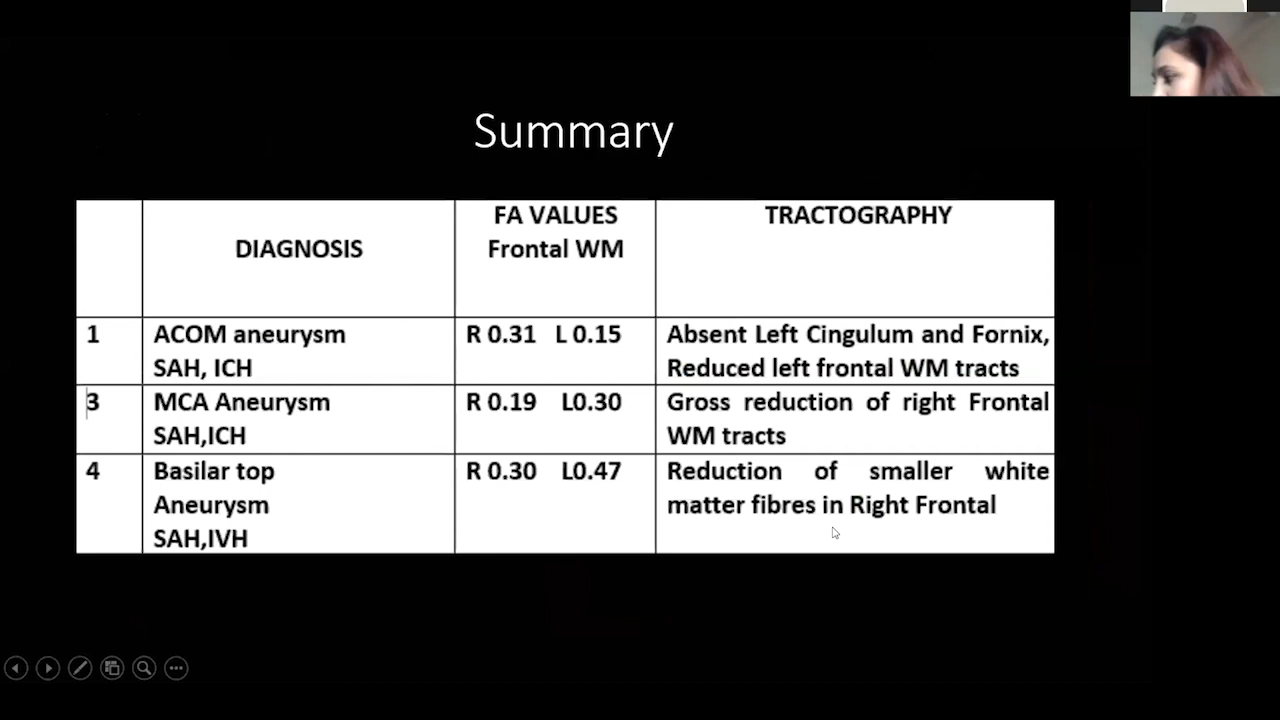 Summary
DIAGNOSIS
FA VALUES
Frontal WM
TRACTOGRAPHY
1
ACOM aneurysm
SAH, ICH
R 0.31 L 0.15
Absent Left Cingulum and Fornix,
Reduced left frontal WM tracts
3
MCA Aneurysm
SAH,ICH
R 0.19 L0.30
Gross reduction of right Frontal
WM tracts
4
Basilar top
Aneurysm
SAH,IVH
R 0.30 L0.47
Reduction of smaller white
matter fibres in Right Frontal